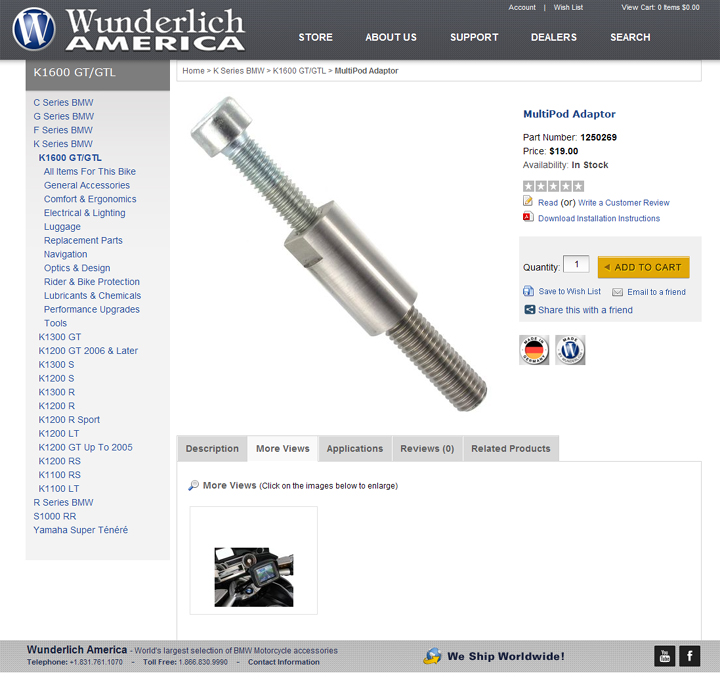 Wunderlich
AMERICA
Account | Wish List View Cart: 0 Items $0.00
STORE ABOUT US SUPPORT DEALERS SEARCH
K1600 GT/GTL
Home > K Series BMW > K1600 GT/GTL > MultiPod Adaptor
C Series BMW
G Series BMW
F Series BMW
K Series BMW
K1600 GT/GTL
All Items For This Bike
General Accessories
Comfort & Ergonomics
Electrical & Lighting
Luggage
Replacement Parts
Navigation
Optics & Design
Rider & Bike Protection
Lubricants & Chemicals
Performance Upgrades
Tools
K1300 GT
K1200 GT 2006 & Later
K1300 S
K1200 S
K1300 R
K1200 R
K1200 R Sport
K1200 LT
K1200 GT Up To 2005
K1200 RS
K1100 RS
K1100 LT
R Series BMW
S1000 RR
Yamaha Super Ténéré
MultiPod Adaptor
Part Number: 1250269
Price: $19.00
Availability: In Stock
Read (or) Write a Customer Review
Download Installation Instructions
Quantity: 1 ADD TO CART
Save to Wish List Email to a friend
Share this with a friend
MADE IN
GERMANY
MADE
BY WUNDERLICH
Description More Views Applications Reviews (0) Related Products
More Views (Click on the images below to enlarge)
Wunderlich America - World's largest selection of BMW Motorcycle accessories
Telephone: +1.831.761.1070 - Toll Free: 1.866.830.9990 - Contact Information
We Ship Worldwide!
You
Tube
f